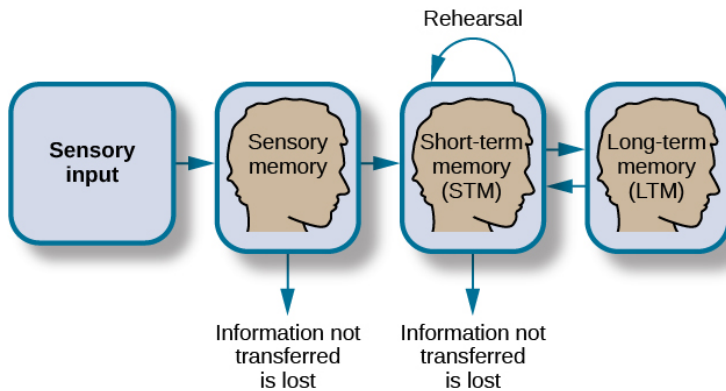 Rehearsal
Sensory
input
Sensory
memory
Short-term
memory
(STM)
Long-term
memory
(LTM)
Information not
transferred
is lost
Information not
transferred
is lost